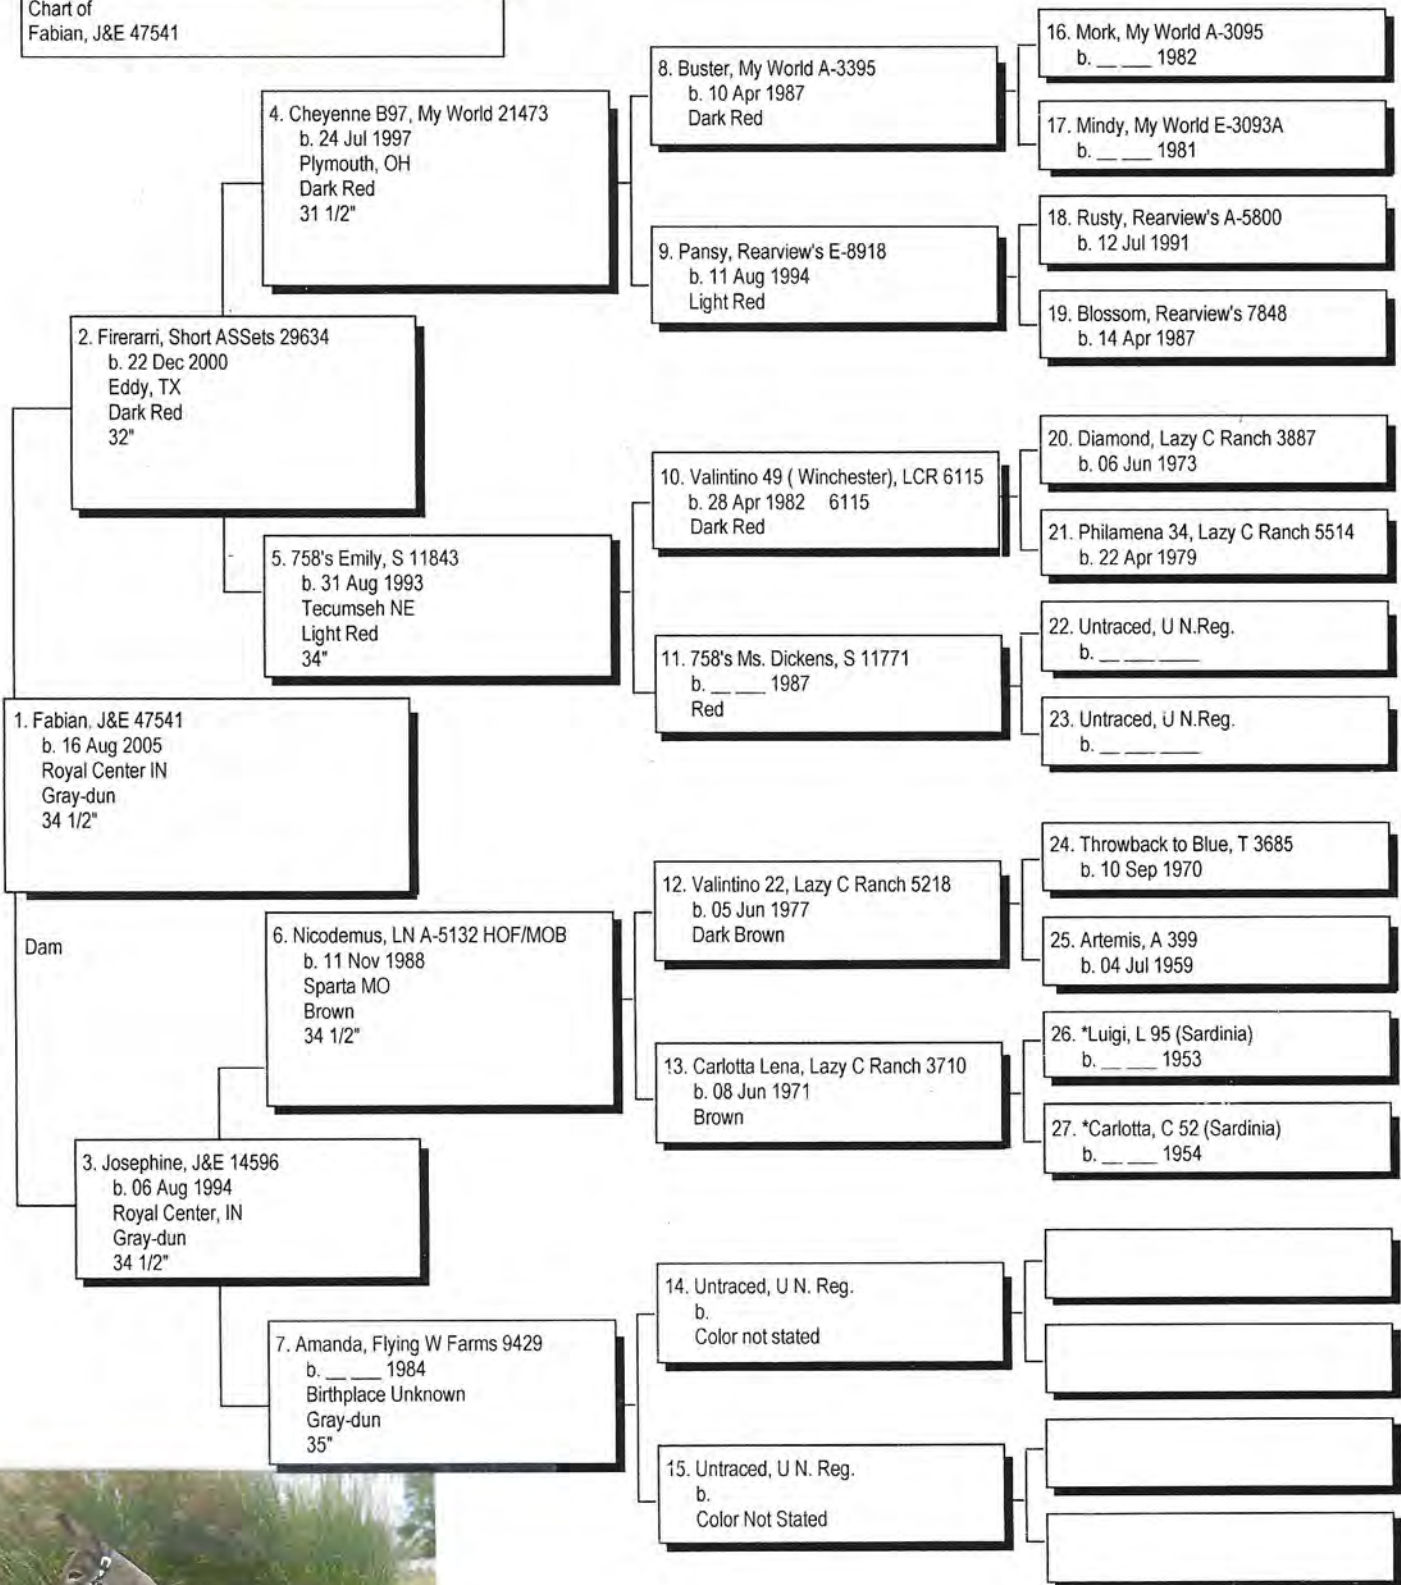 Chart of
Fabian, J&E 47541
1. Fabian, J&E 47541
b. 16 Aug 2005
Royal Center IN
Gray-dun
34 1/2"
Dam
2. Firerarri, Short ASSets 29634
b. 22 Dec 2000
Eddy, TX
Dark Red
32"
3. Josephine, J&E 14596
b. 06 Aug 1994
Royal Center, IN
Gray-dun
34 1/2"
4. Cheyenne B97, My World 21473
b. 24 Jul 1997
Plymouth, OH
Dark Red
31 1/2"
5. 758's Emily, S 11843
b. 31 Aug 1993
Tecumseh NE
Light Red
34"
6. Nicodemus, LN A-5132 HOF/MOB
b. 11 Nov 1988
Sparta MO
Brown
34 1/2"
7. Amanda, Flying W Farms 9429
b. __ ___ 1984
Birthplace Unknown
Gray-dun
35"
8. Buster, My World A-3395
b. 10 Apr 1987
Dark Red
9. Pansy, Rearview's E-8918
b. 11 Aug 1994
Light Red
10. Valintino 49 ( Winchester), LCR 6115
b. 28 Apr 1982 6115
Dark Red
11. 758's Ms. Dickens, S 11771
b. __ ___ 1987
Red
12. Valintino 22, Lazy C Ranch 5218
b. 05 Jun 1977
Dark Brown
13. Carlotta Lena, Lazy C Ranch 3710
b. 08 Jun 1971
Brown
14. Untraced, U N. Reg.
b.
Color not stated
15. Untraced, U N. Reg.
b.
Color Not Stated
16. Mork, My World A-3095
b. __ ___ 1982
17. Mindy, My World E-3093A
b. __ ___ 1981
18. Rusty, Rearview's A-5800
b. 12 Jul 1991
19. Blossom, Rearview's 7848
b. 14 Apr 1987
20. Diamond, Lazy C Ranch 3887
b. 06 Jun 1973
21. Philamena 34, Lazy C Ranch 5514
b. 22 Apr 1979
22. Untraced, U N.Reg.
b. __ ___ ____
23. Untraced, U N.Reg.
b. __ ___ ____
24. Throwback to Blue, T 3685
b. 10 Sep 1970
25. Artemis, A 399
b. 04 Jul 1959
26. *Luigi, L 95 (Sardinia)
b. __ ___ 1953
27. *Carlotta, C 52 (Sardinia)
b. __ ___ 1954